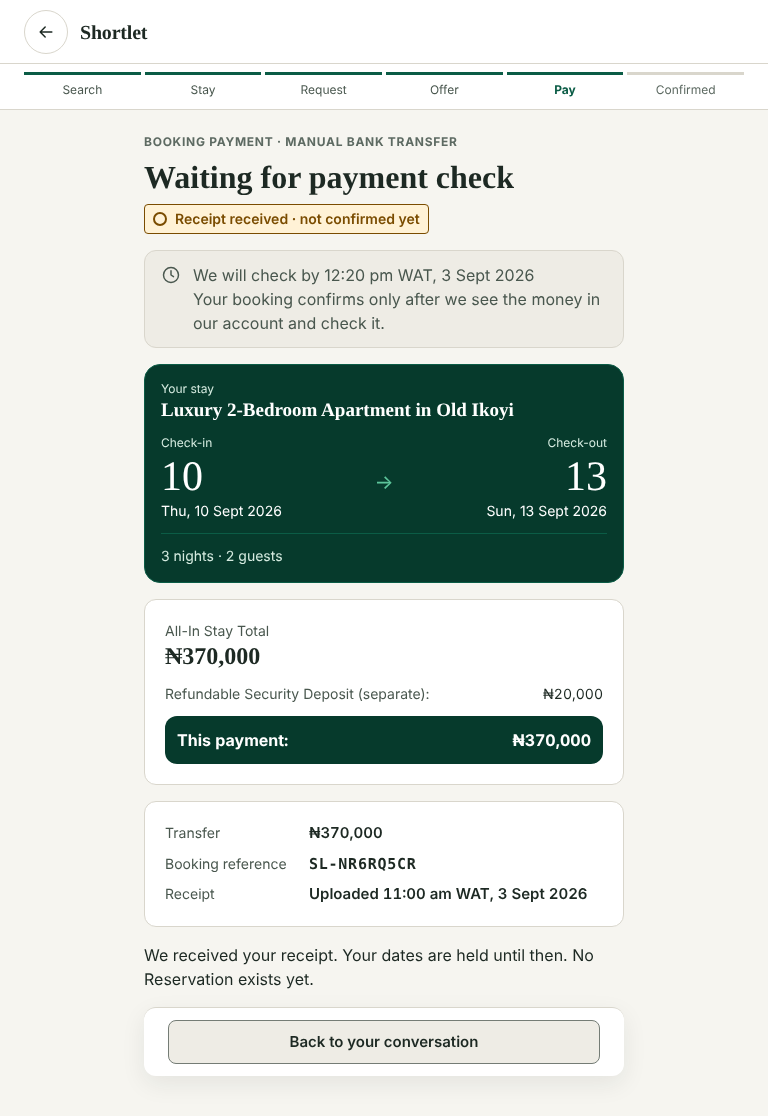 Shortlet
Search
Stay
Request
Offer
Pay
Confirmed
BOOKING PAYMENT · MANUAL BANK TRANSFER
Waiting for payment check
Receipt received · not confirmed yet
We will check by 12:20 pm WAT, 3 Sept 2026
Your booking confirms only after we see the money in
our account and check it.
Your stay
Luxury 2-Bedroom Apartment in Old Ikoyi
Check-in
Check-out
10
→
13
Thu, 10 Sept 2026
Sun, 13 Sept 2026
3 nights · 2 guests
All-In Stay Total
₦370,000
Refundable Security Deposit (separate): ₦20,000
This payment: ₦370,000
Transfer ₦370,000
Booking reference SL-NR6RQ5CR
Receipt Uploaded 11:00 am WAT, 3 Sept 2026
We received your receipt. Your dates are held until then. No
Reservation exists yet.
Back to your conversation